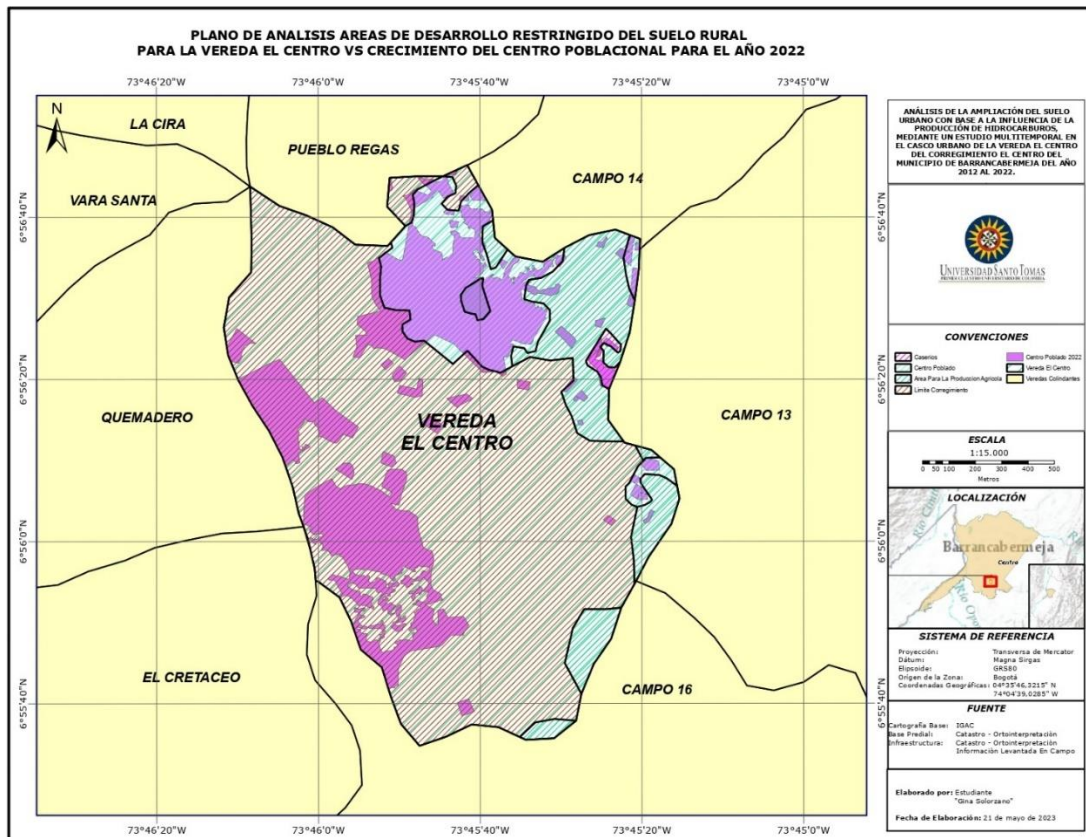 PLANO DE ANALISIS AREAS DE DESARROLLO RESTRINGIDO DEL SUELO RURAL
PARA LA VEREDA EL CENTRO VS CRECIMIENTO DEL CENTRO POBLACIONAL PARA EL AÑO 2022
73°46'20"W
73°46'0"W
73°45'40"W
73°45'20"W
73°45'0"W
N
LA CIRA
PUEBLO REGAS
CAMPO 14
VARA SANTA
6°56'40"N
6°56'40"N
6°56'20"N
6°56'20"N
QUEMADERO
VEREDA
EL CENTRO
CAMPO 13
6°56'0"N
6°56'0"N
EL CRETACEO
CAMPO 16
6°55'40"N
6°55'40"N
73°46'20"W
73°46'0"W
73°45'40"W
73°45'20"W
73°45'0"W
ANÁLISIS DE LA AMPLIACIÓN DEL SUELO
URBANO CON BASE A LA INFLUENCIA DE LA
PRODUCCIÓN DE HIDROCARBUROS,
MEDIANTE UN ESTUDIO MULTITEMPORAL EN
EL CASCO URBANO DE LA VEREDA EL CENTRO
DEL CORREGIMIENTO EL CENTRO DEL
MUNICIPIO DE BARRANCABERMEJA DEL AÑO
2012 AL 2022.
UNIVERSIDAD SANTO TOMAS
PRIMER CLAUSTRO UNIVERSITARIO DE COLOMBIA
CONVENCIONES
Caserios
Centro Poblado
Area Para La Produccion Agricola
Limite Corregimiento
Centro Poblado 2022
Vereda El Centro
Veredas Colindantes
ESCALA
1:15.000
0 50 100 200 300 400 500
Metros
LOCALIZACIÓN
Barrancabermeja
Centro
SISTEMA DE REFERENCIA
Proyección: Transversa de Mercator
Dátum: Magna Sirgas
Elipsoide: GRS80
Origen de la Zona: Bogotá
Coordenadas Geográficas: 04°35'46,3215" N
74°04'39,0285" W
FUENTE
Cartografía Base: IGAC
Base Predial: Catastro - Ortointerpretación
Infraestructura: Catastro - Ortointerpretación
Información Levantada En Campo
Elaborado por: Estudiante
"Gina Solorzano"
Fecha de Elaboración: 21 de mayo de 2023